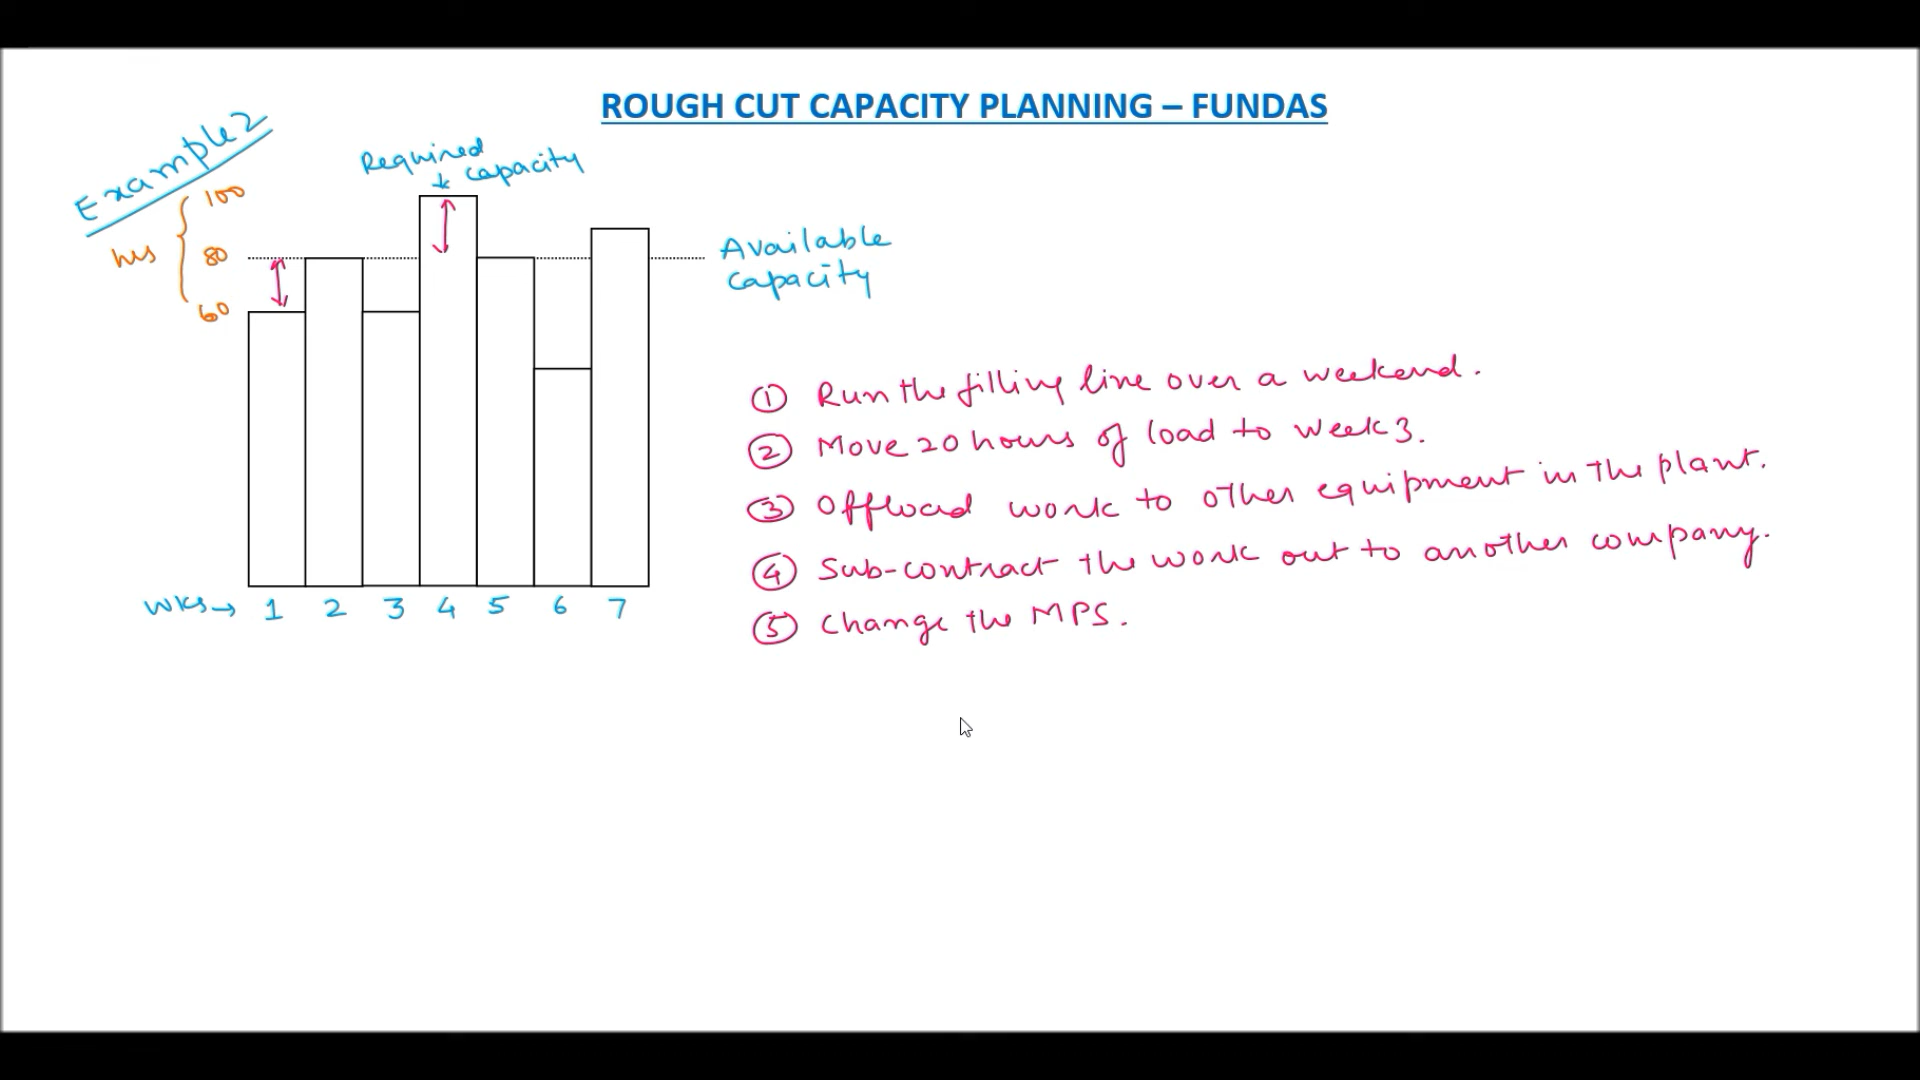 ROUGH CUT CAPACITY PLANNING – FUNDAS
Example 2
Required
capacity
hrs
100
80
60
Available
capacity
① Run the filling line over a weekend.
② Move 20 hours of load to week 3.
③ Offload work to other equipment in the plant.
④ Sub-contract the work out to another company.
⑤ Change the MPS.
Wks→ 1 2 3 4 5 6 7